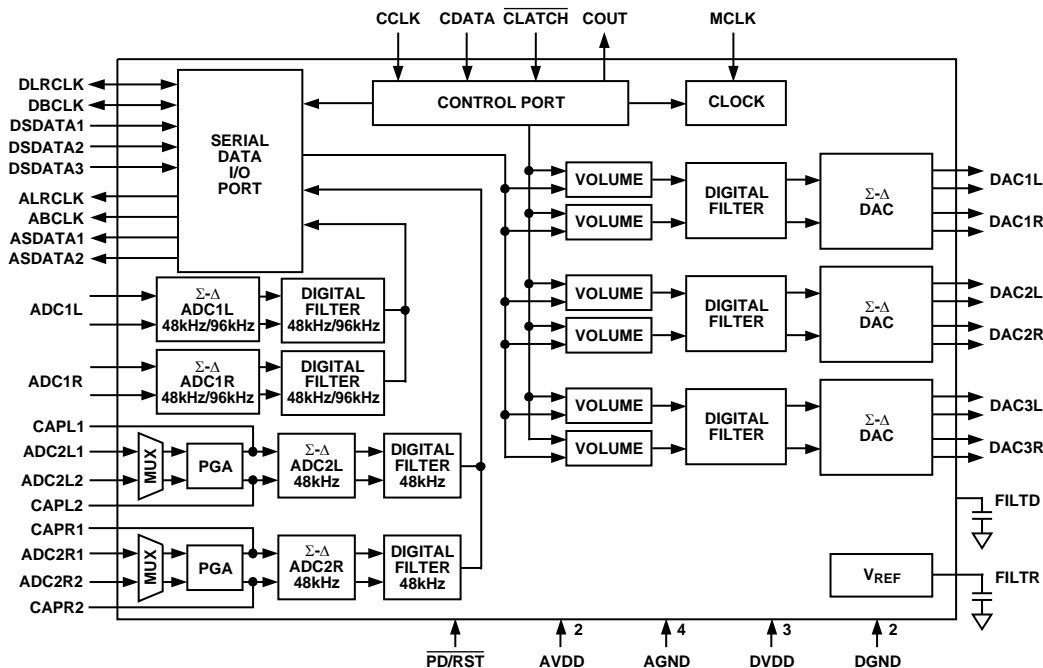 CCLK CDATA CLATCH COUT MCLK
DLRCLK
DBCLK
DSDATA1
DSDATA2
DSDATA3
ALRCLK
ABCLK
ASDATA1
ASDATA2
SERIAL
DATA
I/O
PORT
CONTROL PORT
CLOCK
VOLUME
VOLUME
DIGITAL
FILTER
Σ-Δ
DAC
DAC1L
DAC1R
VOLUME
VOLUME
DIGITAL
FILTER
Σ-Δ
DAC
DAC2L
DAC2R
VOLUME
VOLUME
DIGITAL
FILTER
Σ-Δ
DAC
DAC3L
DAC3R
ADC1L
Σ-Δ
ADC1L
48kHz/96kHz
DIGITAL
FILTER
48kHz/96kHz
ADC1R
Σ-Δ
ADC1R
48kHz/96kHz
DIGITAL
FILTER
48kHz/96kHz
CAPL1
ADC2L1
ADC2L2
CAPL2
MUX
PGA
Σ-Δ
ADC2L
48kHz
DIGITAL
FILTER
48kHz
CAPR1
ADC2R1
ADC2R2
CAPR2
MUX
PGA
Σ-Δ
ADC2R
48kHz
DIGITAL
FILTER
48kHz
FILTD
VREF
FILTR
2 4 3 2
PD/RST AVDD AGND DVDD DGND